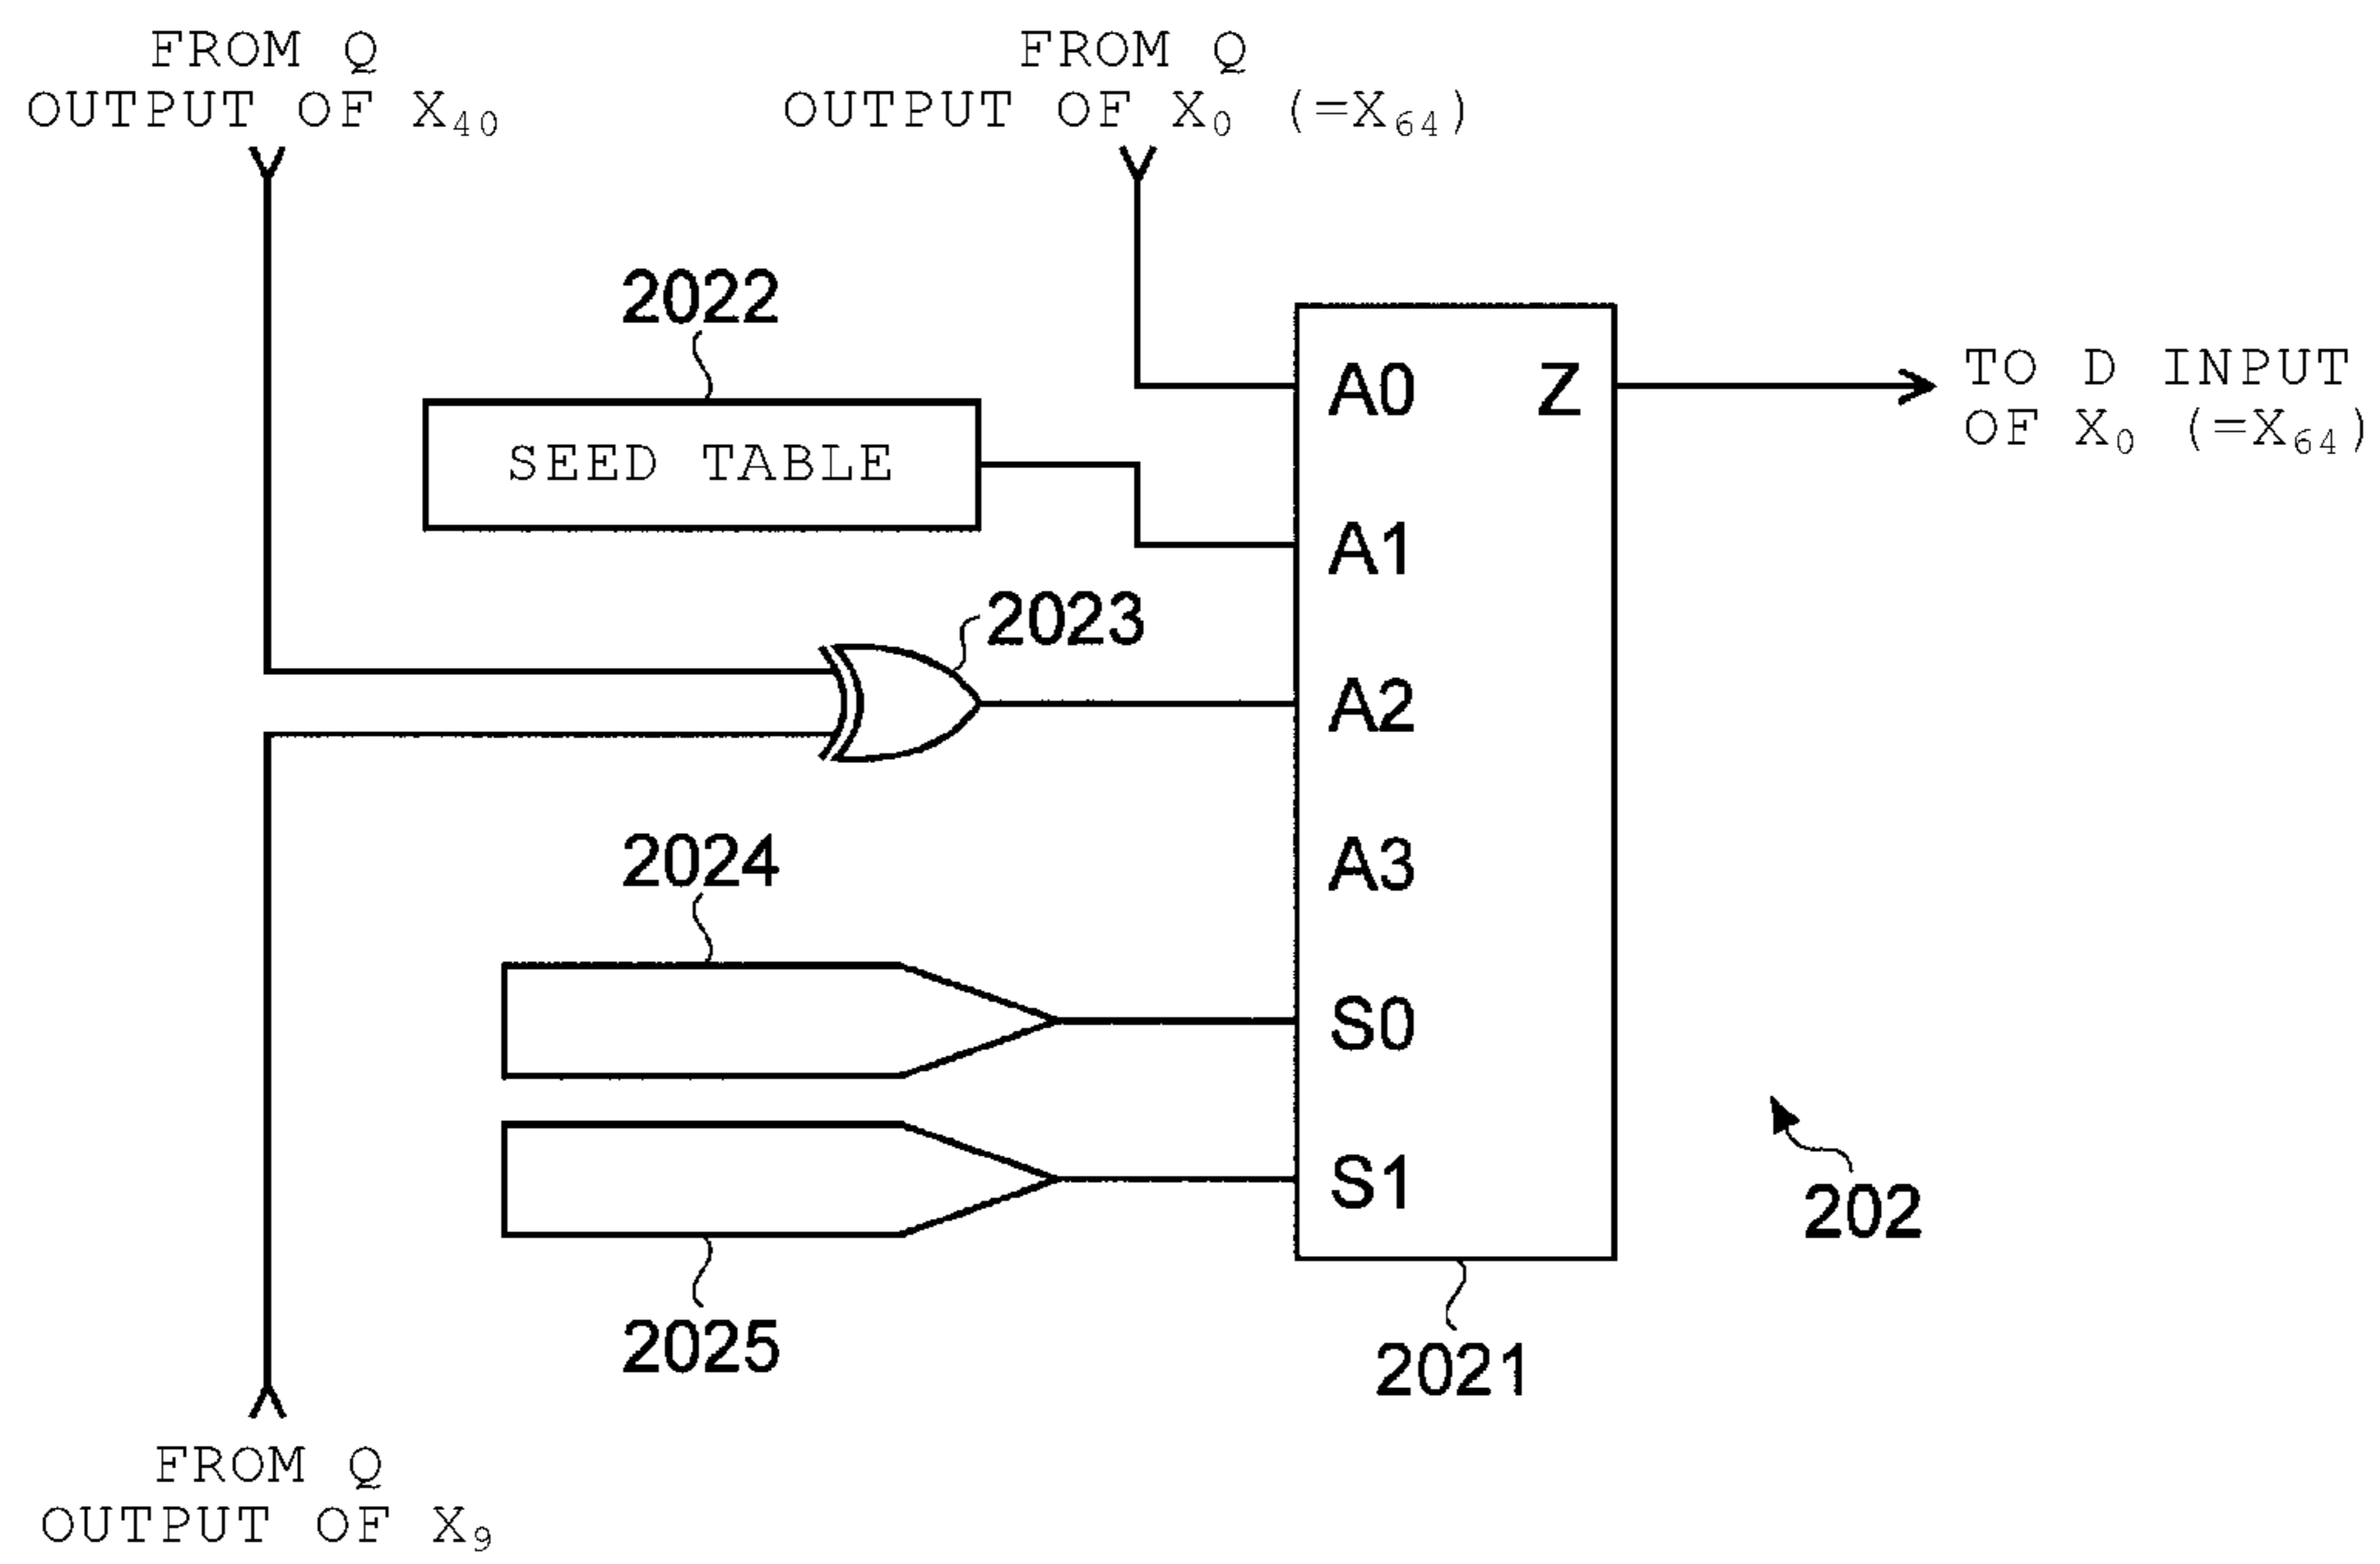 FROM Q
OUTPUT OF X₄₀
FROM Q
OUTPUT OF X₀ (=X₆₄)
2022
SEED TABLE
A0
Z
TO D INPUT
OF X₀ (=X₆₄)
A1
2023
A2
2024
A3
S0
S1
2025
2021
202
FROM Q
OUTPUT OF X₉